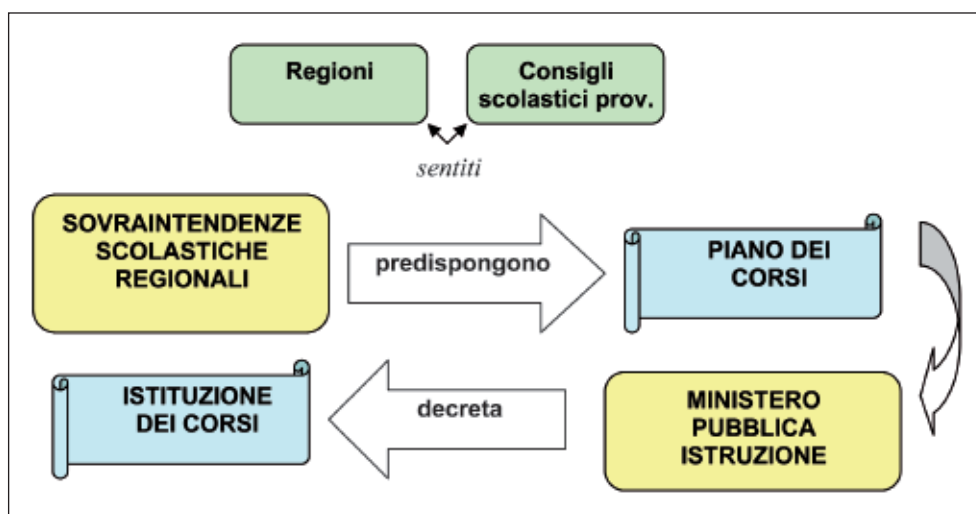 Regioni
Consigli
scolastici prov.
sentiti
SOVRAINTENDENZE
SCOLASTICHE
REGIONALI
predispongono
PIANO DEI
CORSI
ISTITUZIONE
DEI CORSI
decreta
MINISTERO
PUBBLICA
ISTRUZIONE